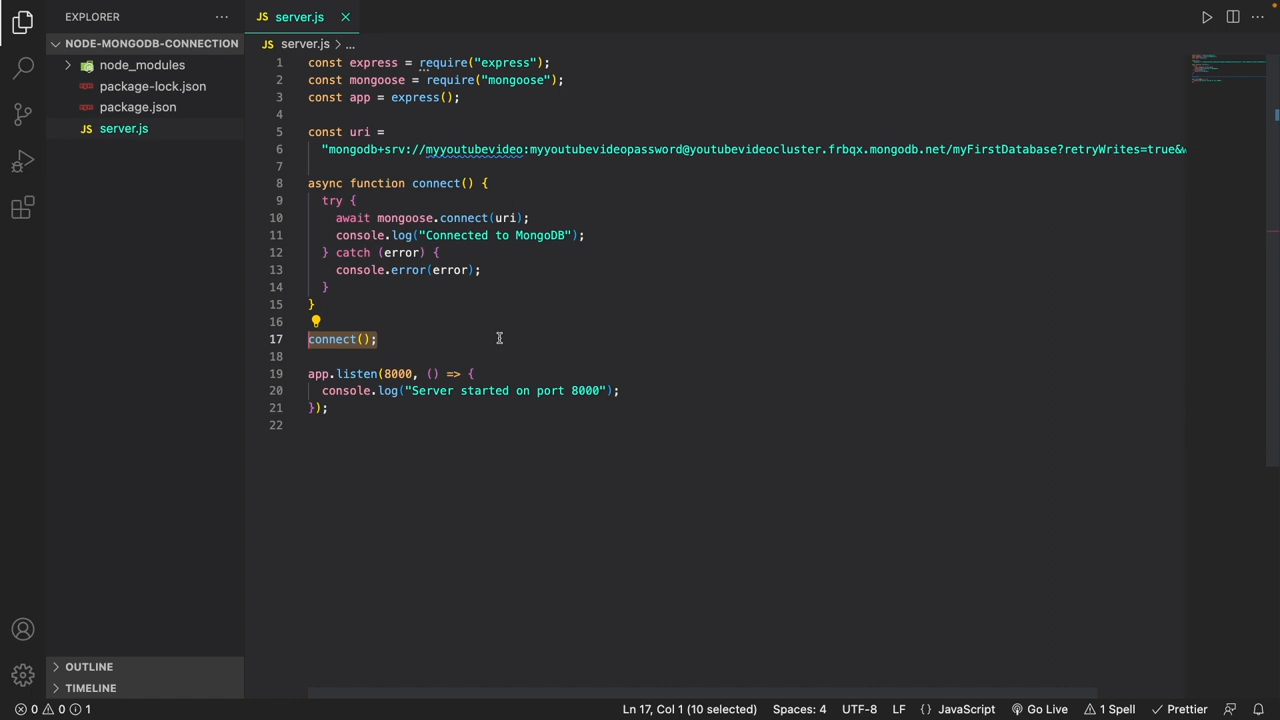 EXPLORER
NODE-MONGODB-CONNECTION
node_modules
package-lock.json
package.json
JS server.js
OUTLINE
TIMELINE
JS server.js
JS server.js > ...
1 const express = require("express");
2 const mongoose = require("mongoose");
3 const app = express();
4
5 const uri =
6 "mongodb+srv://myyoutubevideo:myyoutubevideopassword@youtubevideocluster.frbqx.mongodb.net/myFirstDatabase?retryWrites=true&w
7
8 async function connect() {
9 try {
10 await mongoose.connect(uri);
11 console.log("Connected to MongoDB");
12 } catch (error) {
13 console.error(error);
14 }
15 }
16
17 connect();
18
19 app.listen(8000, () => {
20 console.log("Server started on port 8000");
21 });
22
0 0 1 Ln 17, Col 1 (10 selected) Spaces: 4 UTF-8 LF {} JavaScript Go Live 1 Spell Prettier